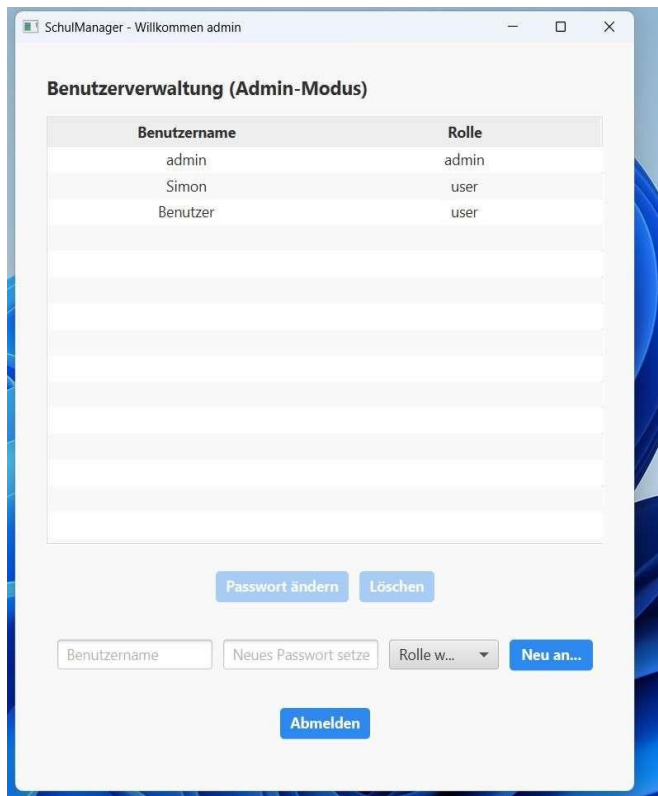 SchulManager - Willkommen admin
Benutzerverwaltung (Admin-Modus)
Benutzername Rolle
admin admin
Simon user
Benutzer user
Passwort ändern Löschen
Benutzername Neues Passwort setze Rolle w... Neu an...
Abmelden